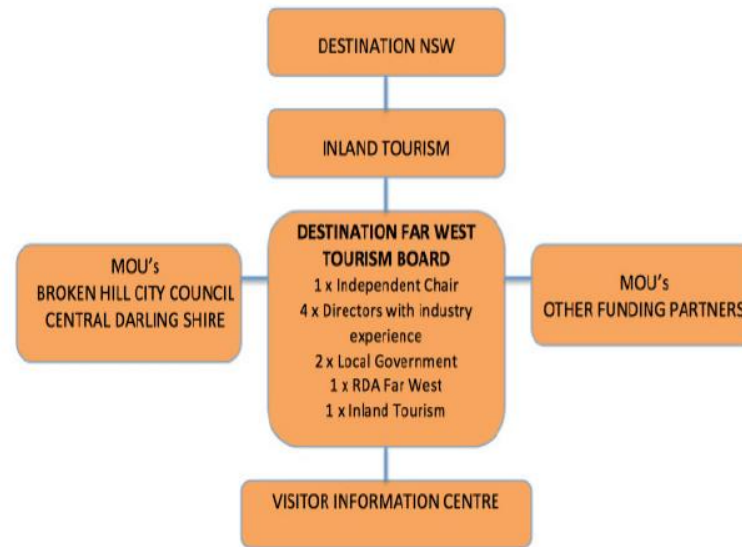 DESTINATION NSW
INLAND TOURISM
DESTINATION FAR WEST
TOURISM BOARD
1 x Independent Chair
4 x Directors with industry
experience
2 x Local Government
1 x RDA Far West
1 x Inland Tourism
MOU's
BROKEN HILL CITY COUNCIL
CENTRAL DARLING SHIRE
MOU's
OTHER FUNDING PARTNERS
VISITOR INFORMATION CENTRE